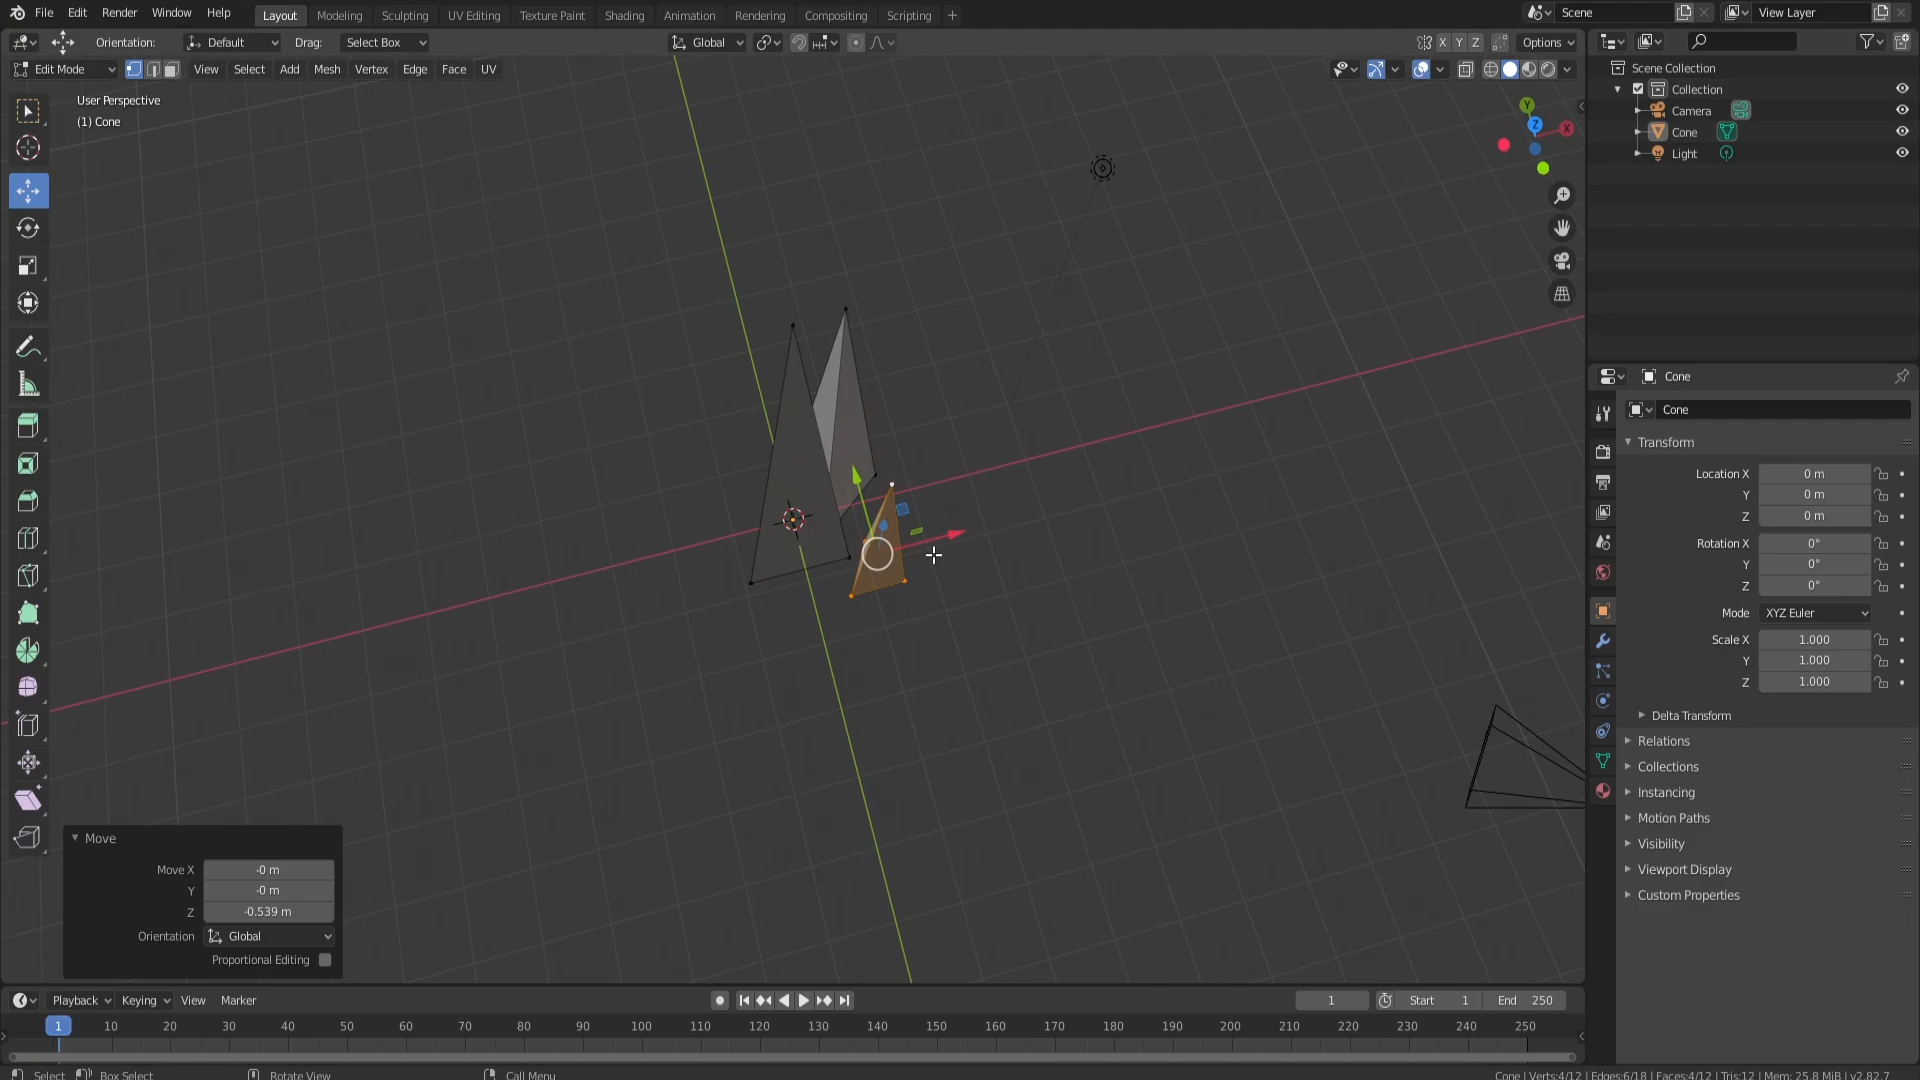 File Edit Render Window Help Layout Modeling Sculpting UV Editing Texture Paint Shading Animation Rendering Compositing Scripting + Scene View Layer
Orientation: Default Drag: Select Box Global X Y Z Options
Edit Mode View Select Add Mesh Vertex Edge Face UV
Scene Collection
Collection
Camera
Cone
Light
User Perspective
(1) Cone
Y
Z
X
Cone
Cone
Transform
Location X 0 m
Y 0 m
Z 0 m
Rotation X 0°
Y 0°
Z 0°
Mode XYZ Euler
Scale X 1.000
Y 1.000
Z 1.000
Delta Transform
Relations
Collections
Instancing
Motion Paths
Visibility
Viewport Display
Custom Properties
Move
Move X -0 m
Y -0 m
Z -0.539 m
Orientation Global
Proportional Editing
Playback Keying View Marker 1 Start 1 End 250
1 10 20 30 40 50 60 70 80 90 100 110 120 130 140 150 160 170 180 190 200 210 220 230 240 250
Select Box Select Rotate View Call Menu Cone | Verts:4/12 | Edges:6/18 | Faces:4/12 | Tris:12 | Mem: 25.8 MiB | v2.82.7